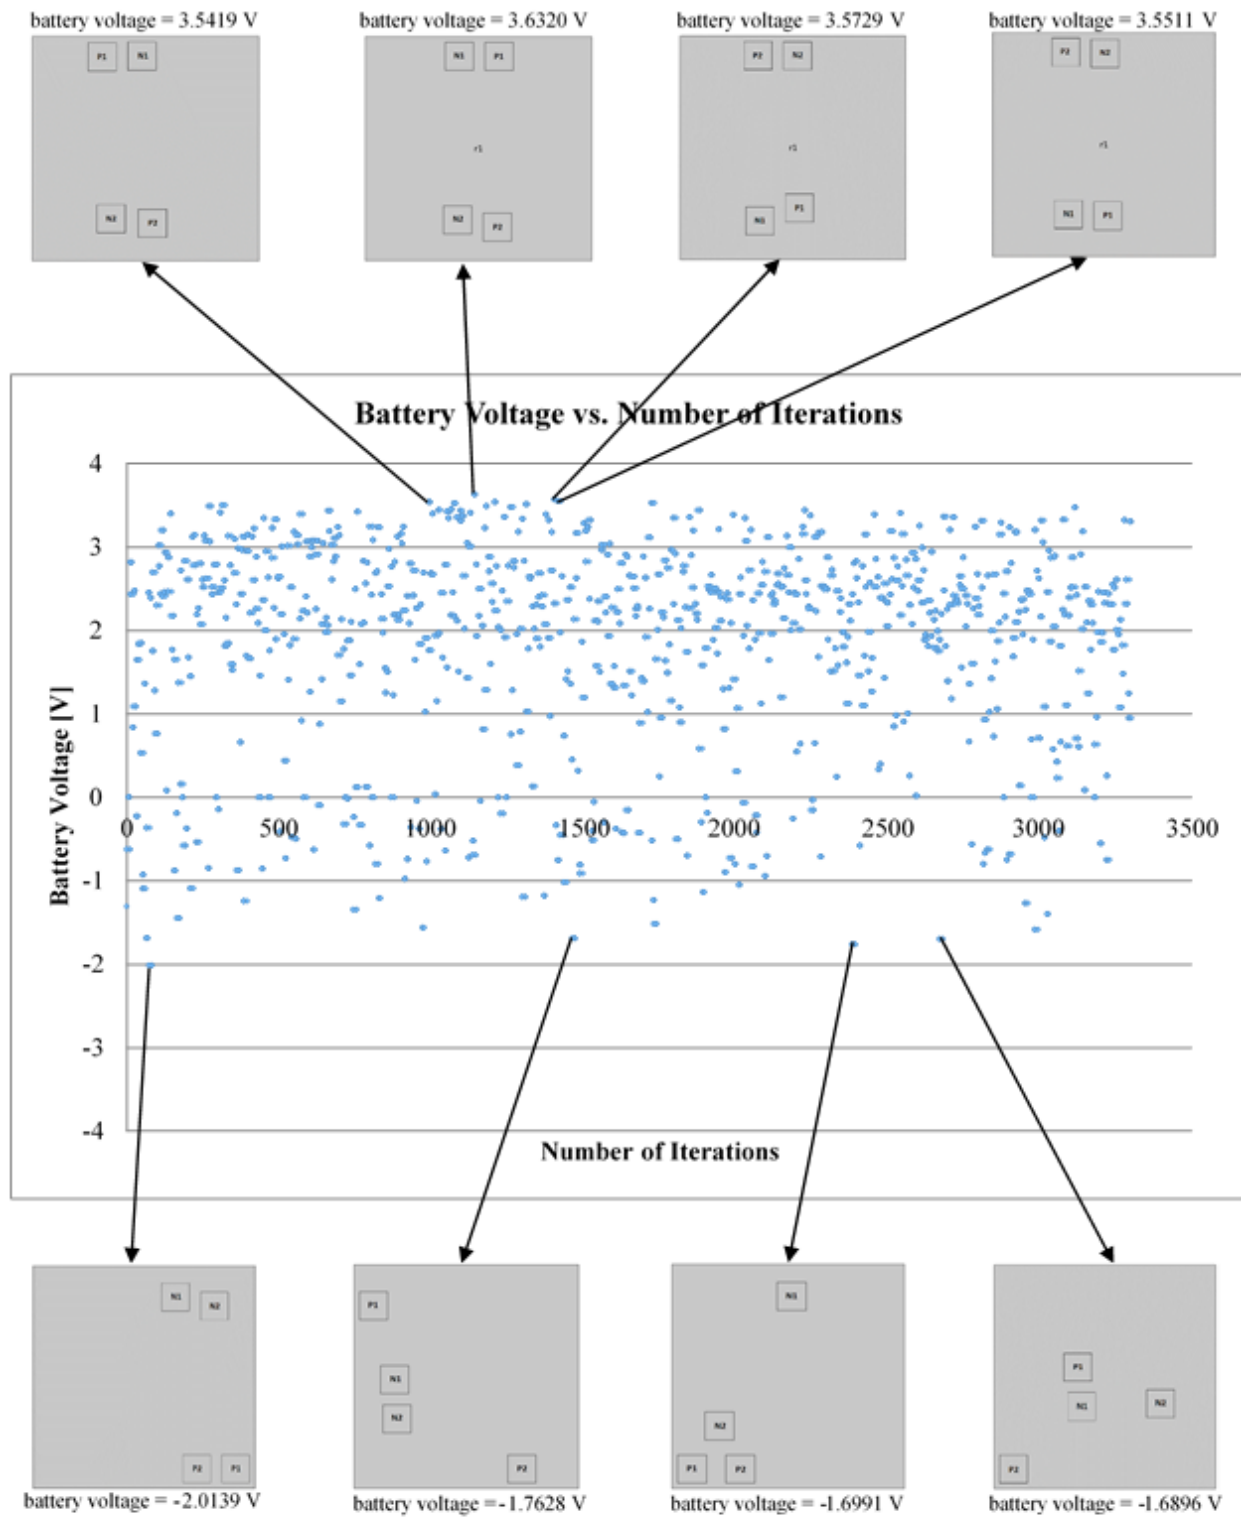 battery voltage = 3.5419 V
battery voltage = 3.6320 V
battery voltage = 3.5729 V
battery voltage = 3.5511 V
P1 N1
N1 P1
P2 N2
P2 N2
r1
r1
r1
N2 P2
N2 P2
N1 P1
N1 P1
Battery Voltage vs. Number of Iterations
4
3
2
1
0
-1
-2
-3
-4
Battery Voltage [V]
0 500 1000 1500 2000 2500 3000 3500
Number of Iterations
N1 N2
P2 P1
P1
N1
N2
P2
N1
N2
P1 P2
P1
N1 N2
P2
battery voltage = -2.0139 V
battery voltage = -1.7628 V
battery voltage = -1.6991 V
battery voltage = -1.6896 V